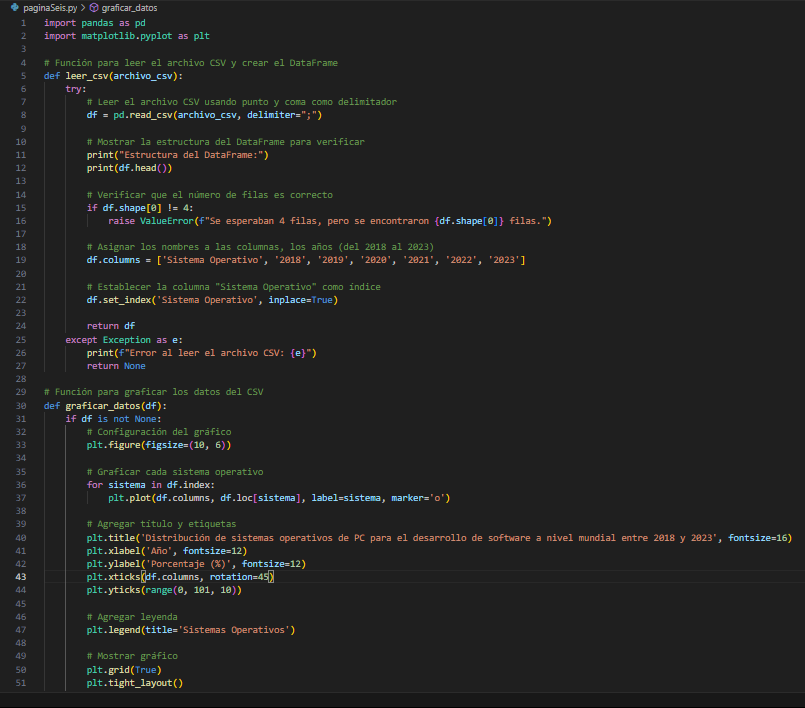 paginaSeis.py > graficar_datos
1 import pandas as pd
2 import matplotlib.pyplot as plt
3
4 # Función para leer el archivo CSV y crear el DataFrame
5 def leer_csv(archivo_csv):
6     try:
7         # Leer el archivo CSV usando punto y coma como delimitador
8         df = pd.read_csv(archivo_csv, delimiter=";")
9
10         # Mostrar la estructura del DataFrame para verificar
11         print("Estructura del DataFrame:")
12         print(df.head())
13
14         # Verificar que el número de filas es correcto
15         if df.shape[0] != 4:
16             raise ValueError(f"Se esperaban 4 filas, pero se encontraron {df.shape[0]} filas.")
17
18         # Asignar los nombres a las columnas, los años (del 2018 al 2023)
19         df.columns = ['Sistema Operativo', '2018', '2019', '2020', '2021', '2022', '2023']
20
21         # Establecer la columna "Sistema Operativo" como índice
22         df.set_index('Sistema Operativo', inplace=True)
23
24         return df
25     except Exception as e:
26         print(f"Error al leer el archivo CSV: {e}")
27         return None
28
29 # Función para graficar los datos del CSV
30 def graficar_datos(df):
31     if df is not None:
32         # Configuración del gráfico
33         plt.figure(figsize=(10, 6))
34
35         # Graficar cada sistema operativo
36         for sistema in df.index:
37             plt.plot(df.columns, df.loc[sistema], label=sistema, marker='o')
38
39         # Agregar título y etiquetas
40         plt.title('Distribución de sistemas operativos de PC para el desarrollo de software a nivel mundial entre 2018 y 2023', fontsize=16)
41         plt.xlabel('Año', fontsize=12)
42         plt.ylabel('Porcentaje (%)', fontsize=12)
43         plt.xticks(df.columns, rotation=45)
44         plt.yticks(range(0, 101, 10))
45
46         # Agregar leyenda
47         plt.legend(title='Sistemas Operativos')
48
49         # Mostrar gráfico
50         plt.grid(True)
51         plt.tight_layout()